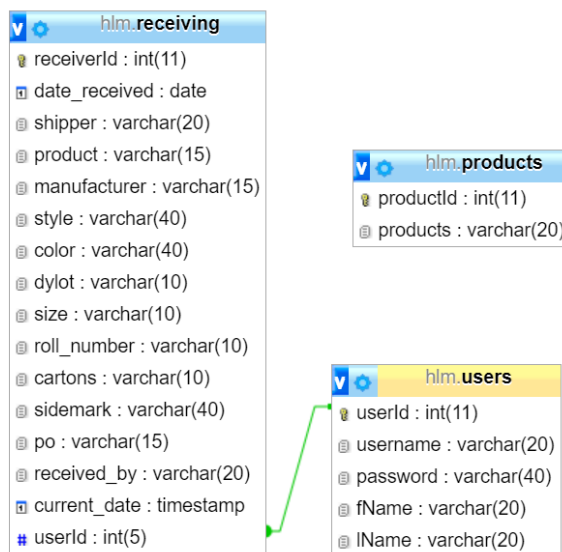 hlm.receiving
receiverId : int(11)
date_received : date
shipper : varchar(20)
product : varchar(15)
manufacturer : varchar(15)
style : varchar(40)
color : varchar(40)
dylot : varchar(10)
size : varchar(10)
roll_number : varchar(10)
cartons : varchar(10)
sidemark : varchar(40)
po : varchar(15)
received_by : varchar(20)
current_date : timestamp
# userId : int(5)
hlm.products
productId : int(11)
products : varchar(20)
hlm.users
userId : int(11)
username : varchar(20)
password : varchar(40)
fName : varchar(20)
lName : varchar(20)